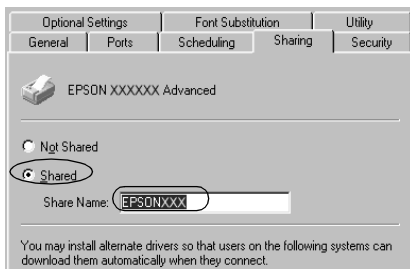 Optional Settings Font Substitution Utility
General Ports Scheduling Sharing Security
EPSON XXXXXX Advanced
Not Shared
Shared
Share Name: EPSONXXX
You may install alternate drivers so that users on the following systems can
download them automatically when they connect.